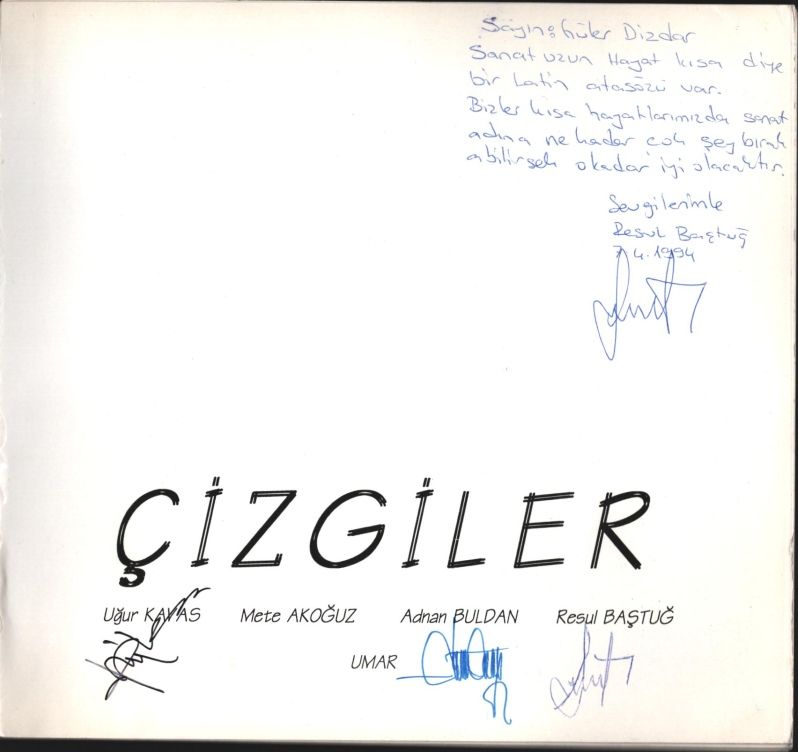 Sayın Güler Dizdar
Sanat uzun Hayat kısa diye
bir Latin atasözü var.
Bizler kısa hayatlarımızda sanat
adına ne kadar çok şey bırak
abilirsek okadar iyi olacaktır.
Sevgilerimle
Resul Baştuğ
7.4.1994
ÇİZGİLER
Uğur KAVAS Mete AKOĞUZ Adnan BULDAN Resul BAŞTUĞ
UMAR